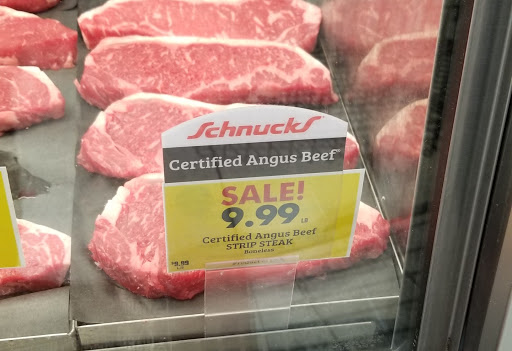 Schnucks
Certified Angus Beef®
SALE!
9.99 LB
Certified Angus Beef
STRIP STEAK
Boneless